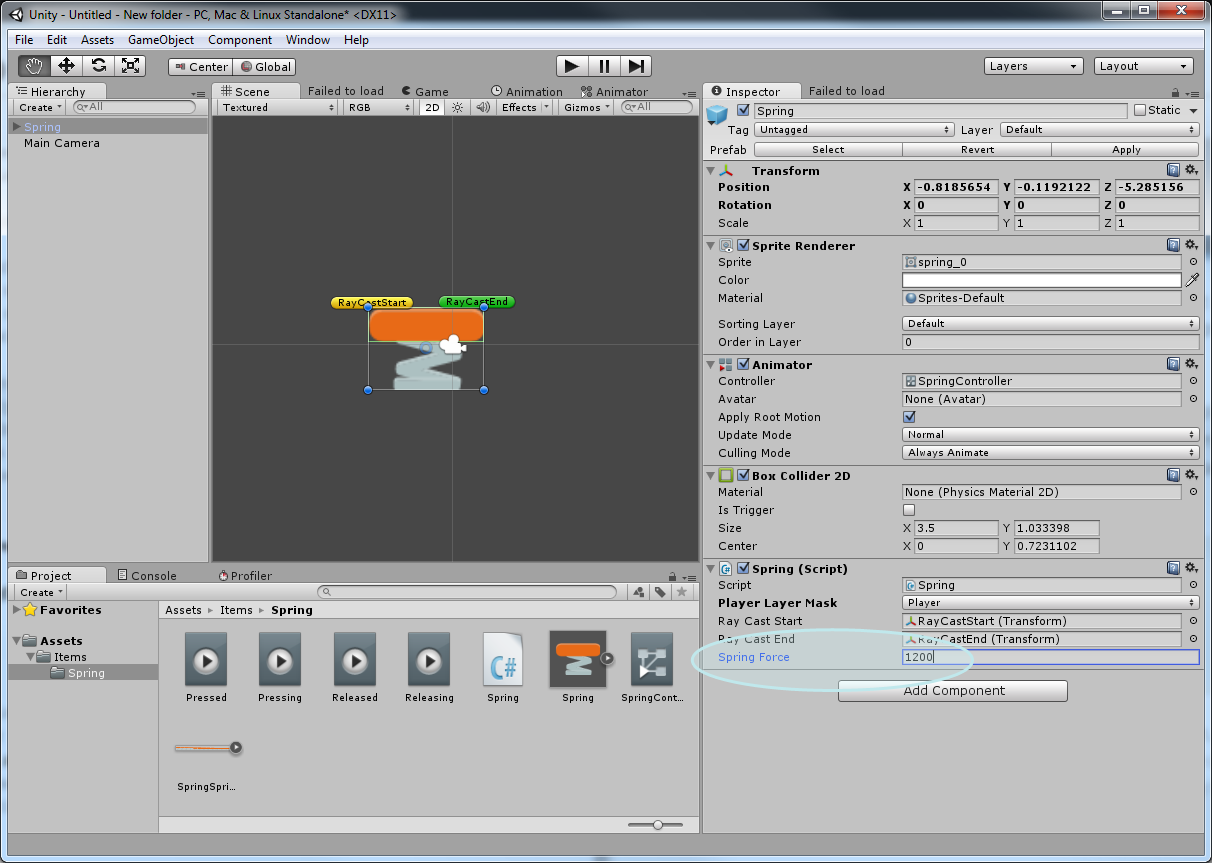 Unity - Untitled - New folder - PC, Mac & Linux Standalone* <DX11>
File Edit Assets GameObject Component Window Help
Center Global Layers Layout
Hierarchy
Create All
Spring
Main Camera
Scene Failed to load Game Animation Animator
Textured RGB 2D Effects Gizmos All
RayCastStart RayCastEnd
Inspector Failed to load
Spring Static
Tag Untagged Layer Default
Prefab Select Revert Apply
Transform
Position X -0.8185654 Y -0.1192122 Z -5.285156
Rotation X 0 Y 0 Z 0
Scale X 1 Y 1 Z 1
Sprite Renderer
Sprite spring_0
Color
Material Sprites-Default
Sorting Layer Default
Order in Layer 0
Animator
Controller SpringController
Avatar None (Avatar)
Apply Root Motion
Update Mode Normal
Culling Mode Always Animate
Box Collider 2D
Material None (Physics Material 2D)
Is Trigger
Size X 3.5 Y 1.033398
Center X 0 Y 0.7231102
Spring (Script)
Script Spring
Player Layer Mask Player
Ray Cast Start RayCastStart (Transform)
Ray Cast End RayCastEnd (Transform)
Spring Force 1200
Add Component
Project Console Profiler
Create
Favorites
Assets
Items
Spring
Assets Items Spring
C#
Pressed Pressing Released Releasing Spring Spring SpringCont...
SpringSpri...